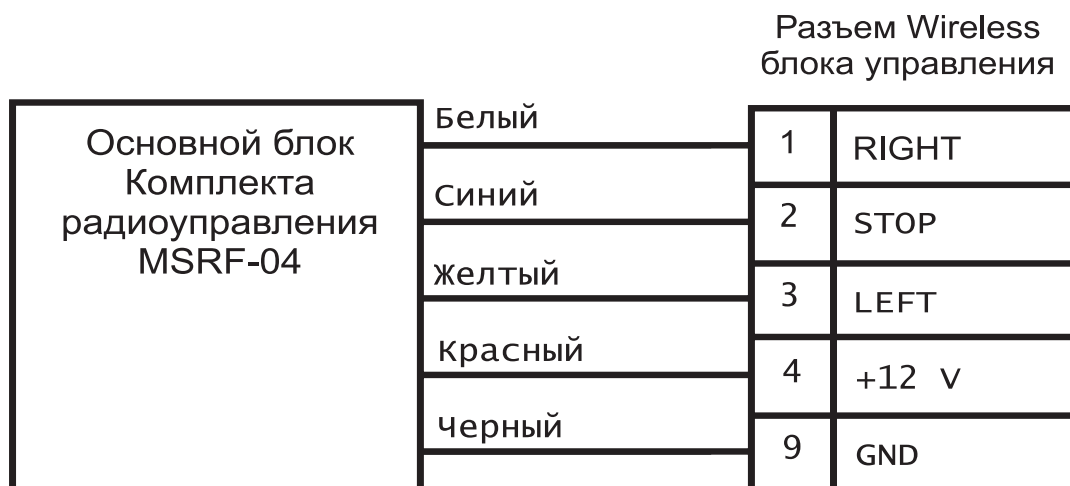 Разъем Wireless
блока управления
Основной блок
Комплекта
радиоуправления
MSRF-04
Белый
1 RIGHT
Синий
2 STOP
Желтый
3 LEFT
Красный
4 +12 V
Черный
9 GND